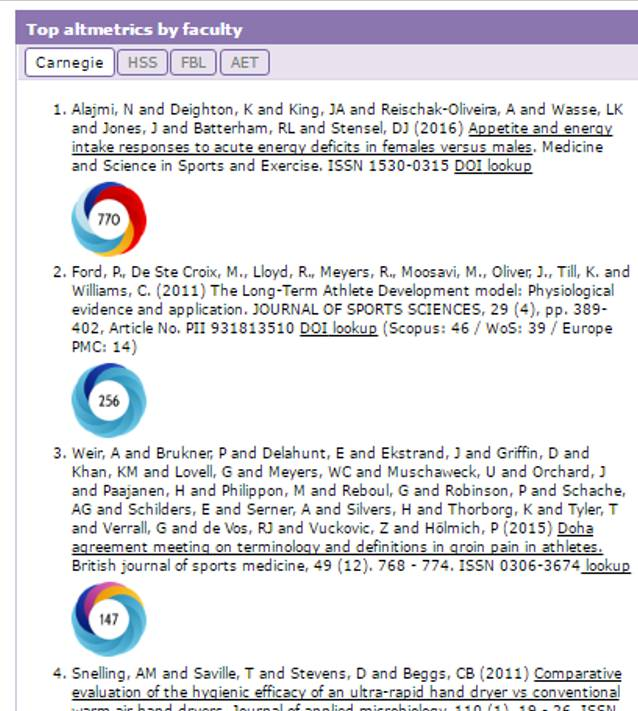 Top altmetrics by faculty
Carnegie HSS FBL AET
1. Alajmi, N and Deighton, K and King, JA and Reischak-Oliveira, A and Wasse, LK
and Jones, J and Batterham, RL and Stensel, DJ (2016) Appetite and energy
intake responses to acute energy deficits in females versus males. Medicine
and Science in Sports and Exercise. ISSN 1530-0315 DOI lookup
770
2. Ford, P., De Ste Croix, M., Lloyd, R., Meyers, R., Moosavi, M., Oliver, J., Till, K. and
Williams, C. (2011) The Long-Term Athlete Development model: Physiological
evidence and application. JOURNAL OF SPORTS SCIENCES, 29 (4), pp. 389-
402, Article No. PII 931813510 DOI lookup (Scopus: 46 / WoS: 39 / Europe
PMC: 14)
256
3. Weir, A and Brukner, P and Delahunt, E and Ekstrand, J and Griffin, D and
Khan, KM and Lovell, G and Meyers, WC and Muschaweck, U and Orchard, J
and Paajanen, H and Philippon, M and Reboul, G and Robinson, P and Schache,
AG and Schilders, E and Serner, A and Silvers, H and Thorborg, K and Tyler, T
and Verrall, G and de Vos, RJ and Vuckovic, Z and Hölmich, P (2015) Doha
agreement meeting on terminology and definitions in groin pain in athletes.
British journal of sports medicine, 49 (12). 768 - 774. ISSN 0306-3674 lookup
147
4. Snelling, AM and Saville, T and Stevens, D and Beggs, CB (2011) Comparative
evaluation of the hygienic efficacy of an ultra-rapid hand dryer vs conventional
warm air hand dryers. Journal of applied microbiology, 110 (1). 19 - 26. ISSN